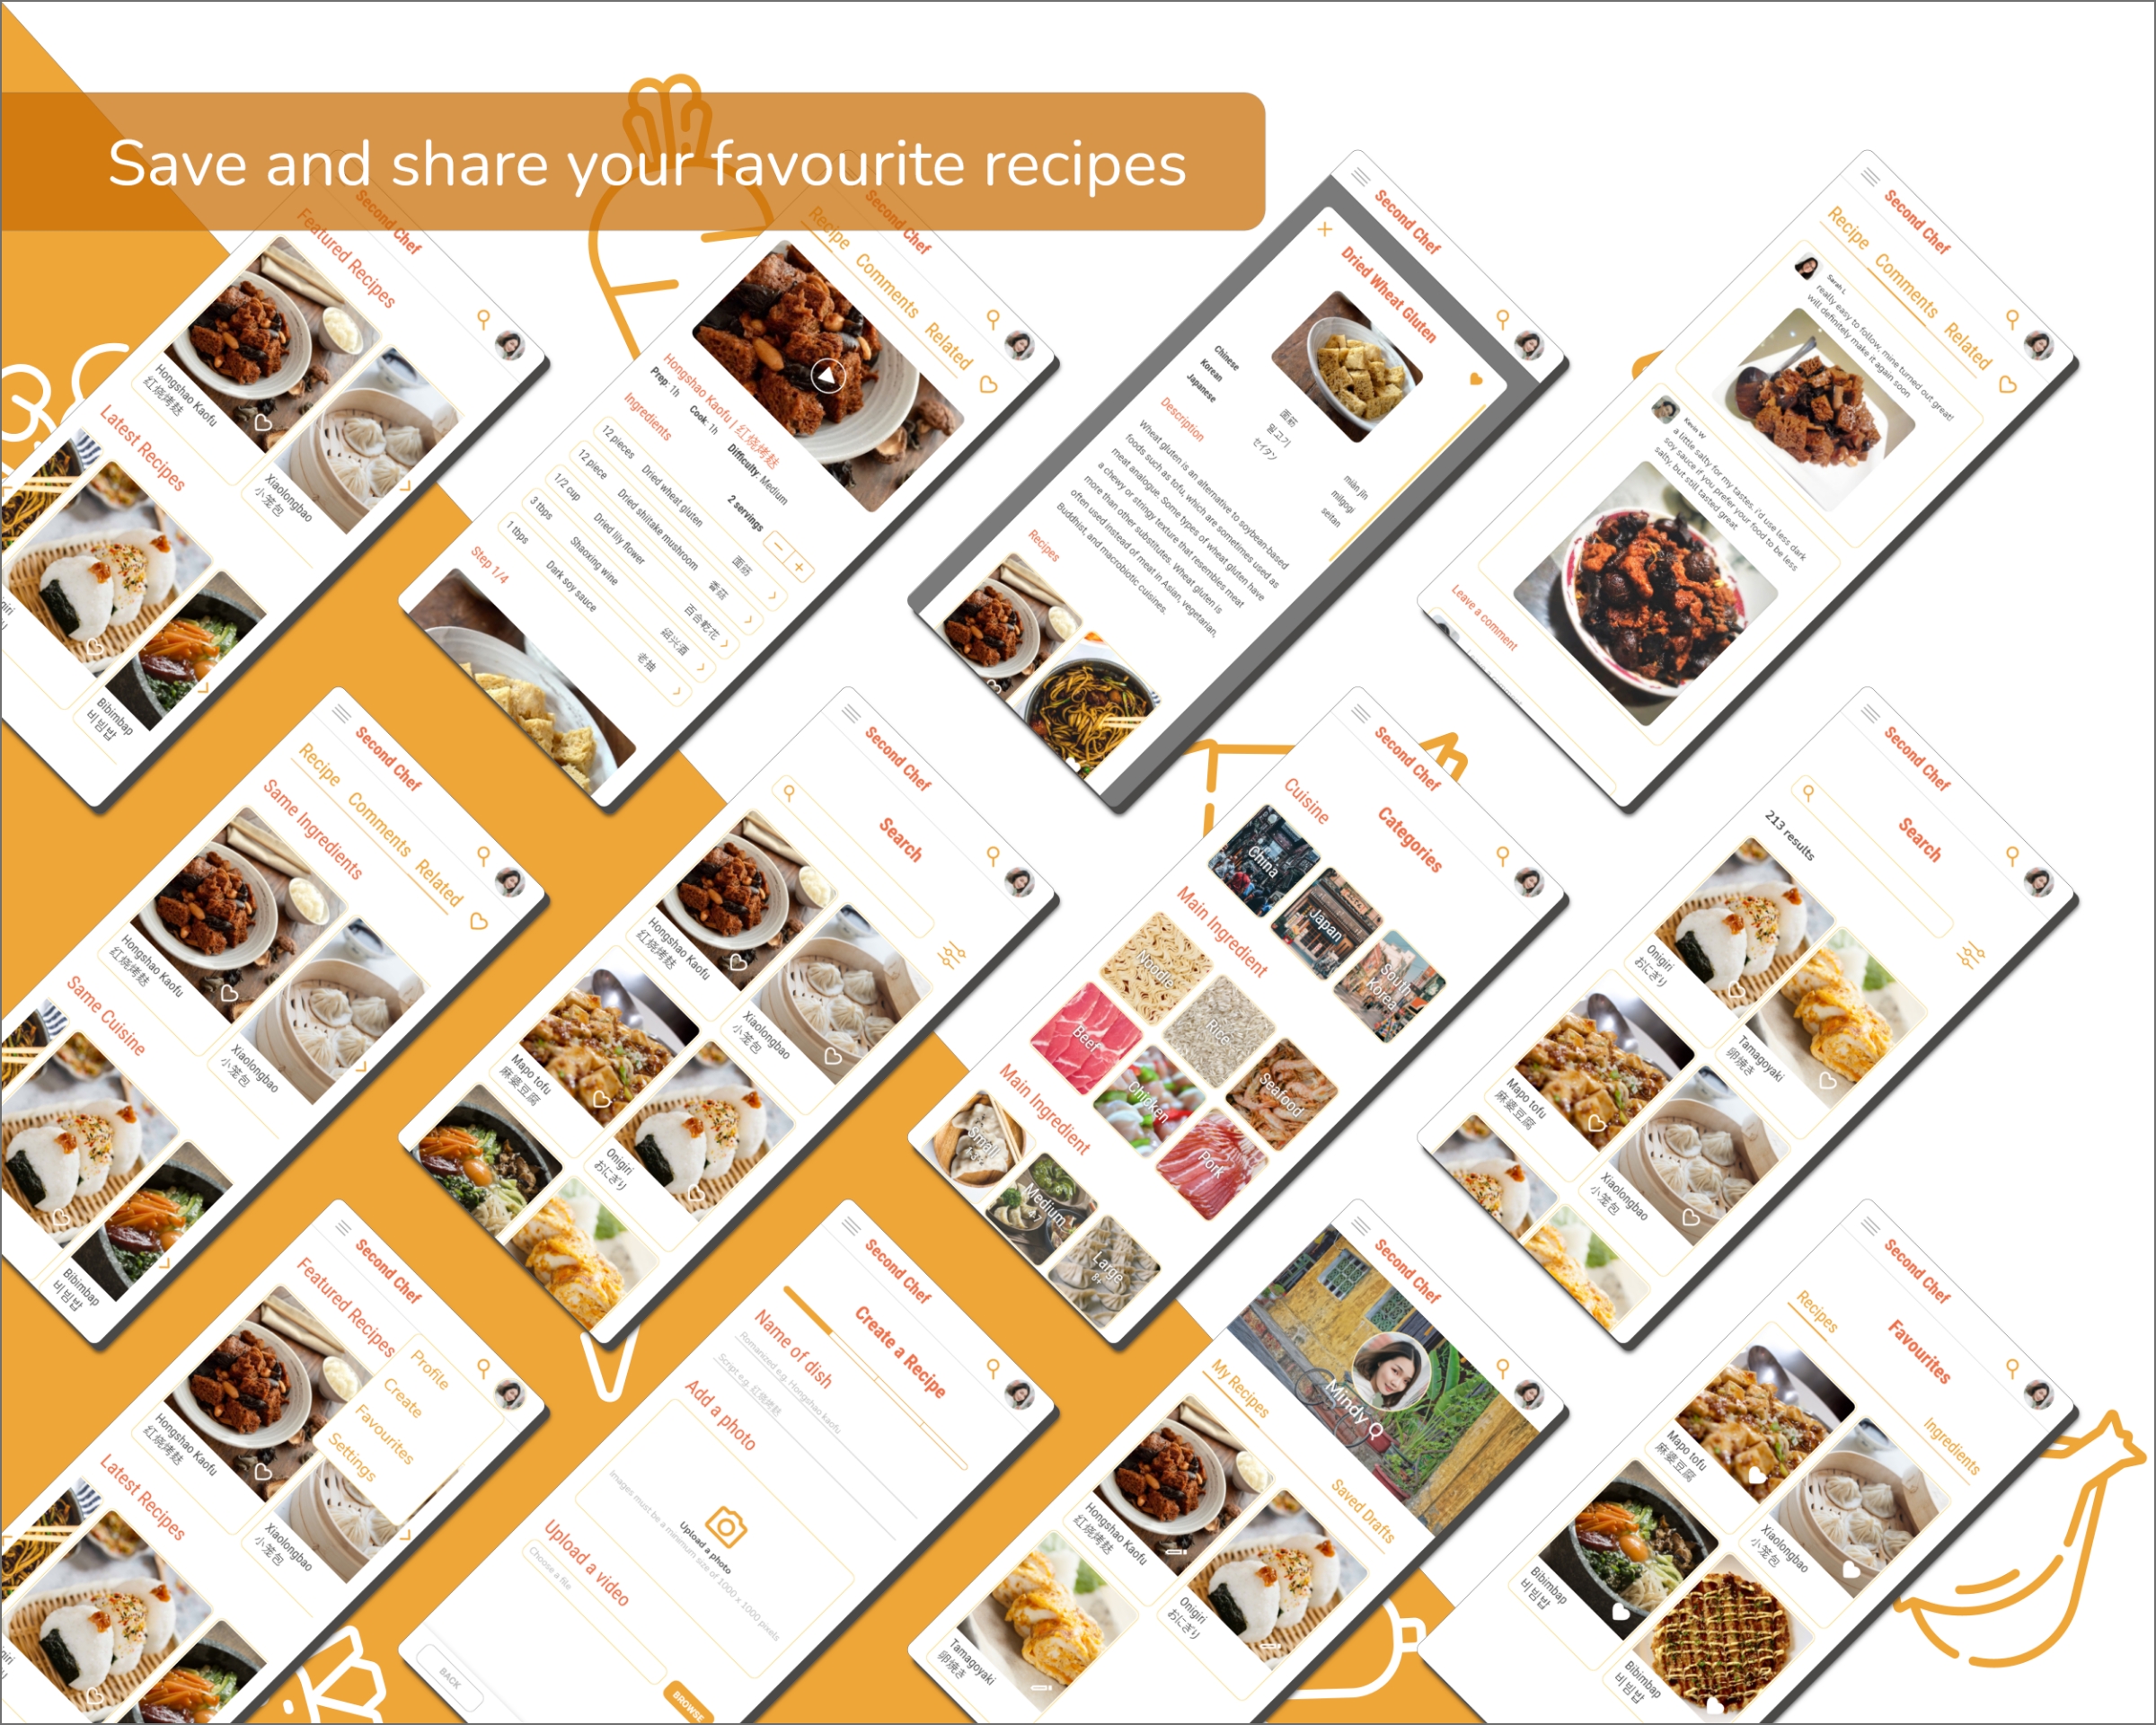 Save and share your favourite recipes
Second Chef
Featured Recipes
Hongshao Kaofu
红烧烤麸
Xiaolongbao
小笼包
Latest Recipes
Bibimbap
비빔밥
Second Chef
Recipe Comments Related
Hongshao Kaofu | 红烧烤麸
Prep: 1h Cook: 1h Difficulty: Medium
Ingredients
2 servings
12 pieces Dried wheat gluten 面筋
12 piece Dried shiitake mushroom 香菇
1/2 cup Dried lily flower 百合乾花
3 tbps Shaoxing wine 紹兴酒
1 tbps Dark soy sauce 老抽
Step 1/4
Second Chef
Dried Wheat Gluten
Chinese 面筋 miàn jīn
Korean 밀고기 milgogi
Japanese セイタン seitan
Description
Wheat gluten is an alternative to soybean-based
foods such as tofu, which are sometimes used as
meat analogue. Some types of wheat gluten have
a chewy or stringy texture that resembles meat
more than other substitutes. Wheat gluten is
often used instead of meat in Asian, vegetarian,
Buddhist, and macrobiotic cuisines.
Recipes
Second Chef
Recipe Comments Related
Sarah L
really easy to follow, mine turned out great!
will definitely make it again soon
Kevin W
a little salty for my tastes, i'd use less dark
soy sauce if you prefer your food to be less
salty, but still tasted great
Leave a comment
Second Chef
Recipe Comments Related
Same Ingredients
Hongshao Kaofu
红烧烤麸
Xiaolongbao
小笼包
Same Cuisine
Bibimbap
비빔밥
Second Chef
Search
Hongshao Kaofu
红烧烤麸
Xiaolongbao
小笼包
Mapo tofu
麻婆豆腐
Onigiri
おにぎり
Second Chef
Categories
Cuisine
China
Japan
South
Korea
Main Ingredient
Noodle
Rice
Seafood
Beef
Chicken
Pork
Main Ingredient
Small
Medium
4-7
Large
8+
Second Chef
Search
213 results
Onigiri
おにぎり
Tamagoyaki
卵焼き
Mapo tofu
麻婆豆腐
Xiaolongbao
小笼包
Second Chef
Featured Recipes
Profile
Create
Favourites
Settings
Hongshao Kaofu
红烧烤麸
Xiaolongbao
小笼包
Latest Recipes
Second Chef
Create a Recipe
Name of dish
Romanized e.g. Hongshao kaofu
Script e.g. 红烧烤麸
Add a photo
Upload a photo
Images must be a minimum size of 1000 x 1000 pixels
Upload a video
Choose a file
BROWSE
BACK
Second Chef
Mindy Q
My Recipes Saved Drafts
Hongshao Kaofu
红烧烤麸
Onigiri
おにぎり
Tamagoyaki
卵焼き
Second Chef
Favourites
Recipes Ingredients
Mapo tofu
麻婆豆腐
Xiaolongbao
小笼包
Bibimbap
비빔밥
Bibimbap
비빔밥